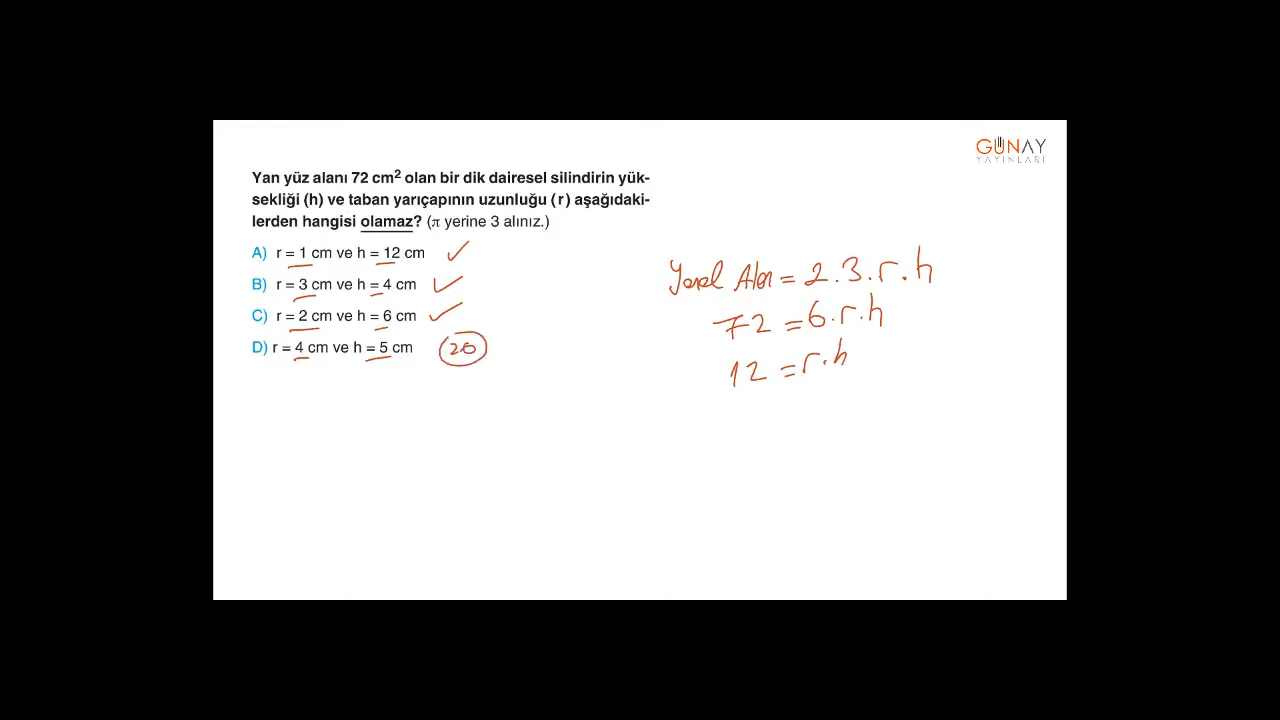 GÜNAY
YAYINLARI
Yan yüz alanı 72 cm² olan bir dik dairesel silindirin yük-
sekliği (h) ve taban yarıçapının uzunluğu (r) aşağıdaki-
lerden hangisi olamaz? (π yerine 3 alınız.)
A) r = 1 cm ve h = 12 cm
B) r = 3 cm ve h = 4 cm
C) r = 2 cm ve h = 6 cm
D) r = 4 cm ve h = 5 cm
20
Yanal Alan = 2.3.r.h
72 = 6.r.h
12 = r.h